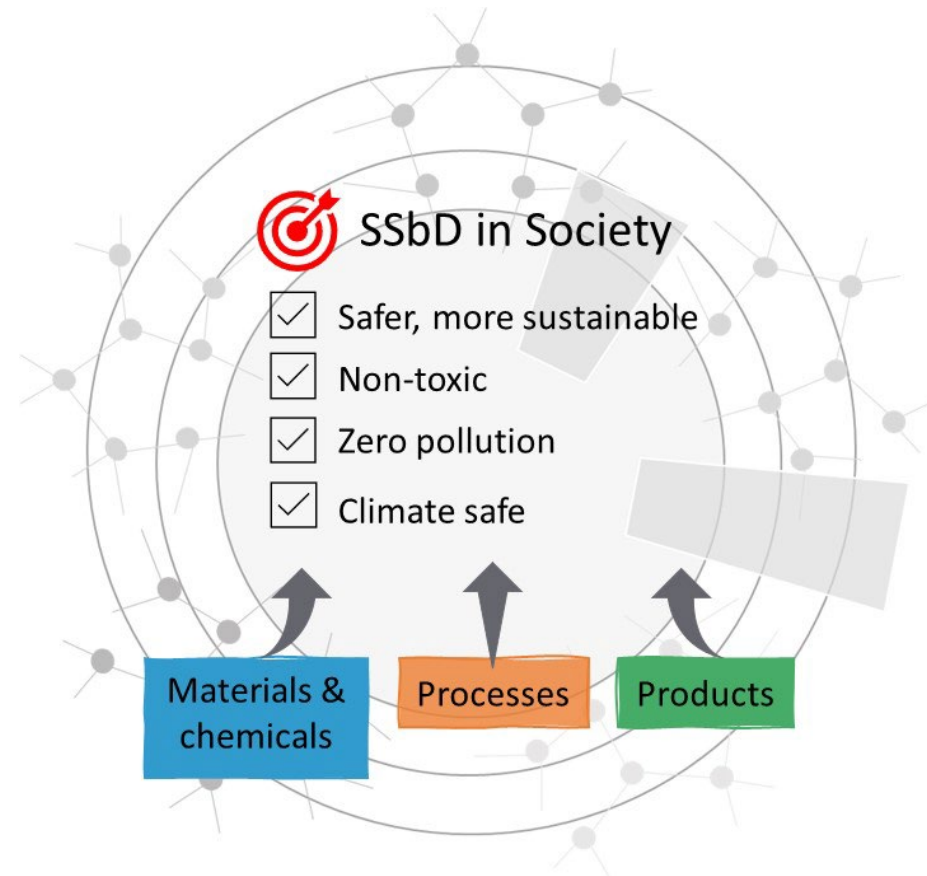 SSbD in Society
Safer, more sustainable
Non-toxic
Zero pollution
Climate safe
Materials &
chemicals
Processes
Products